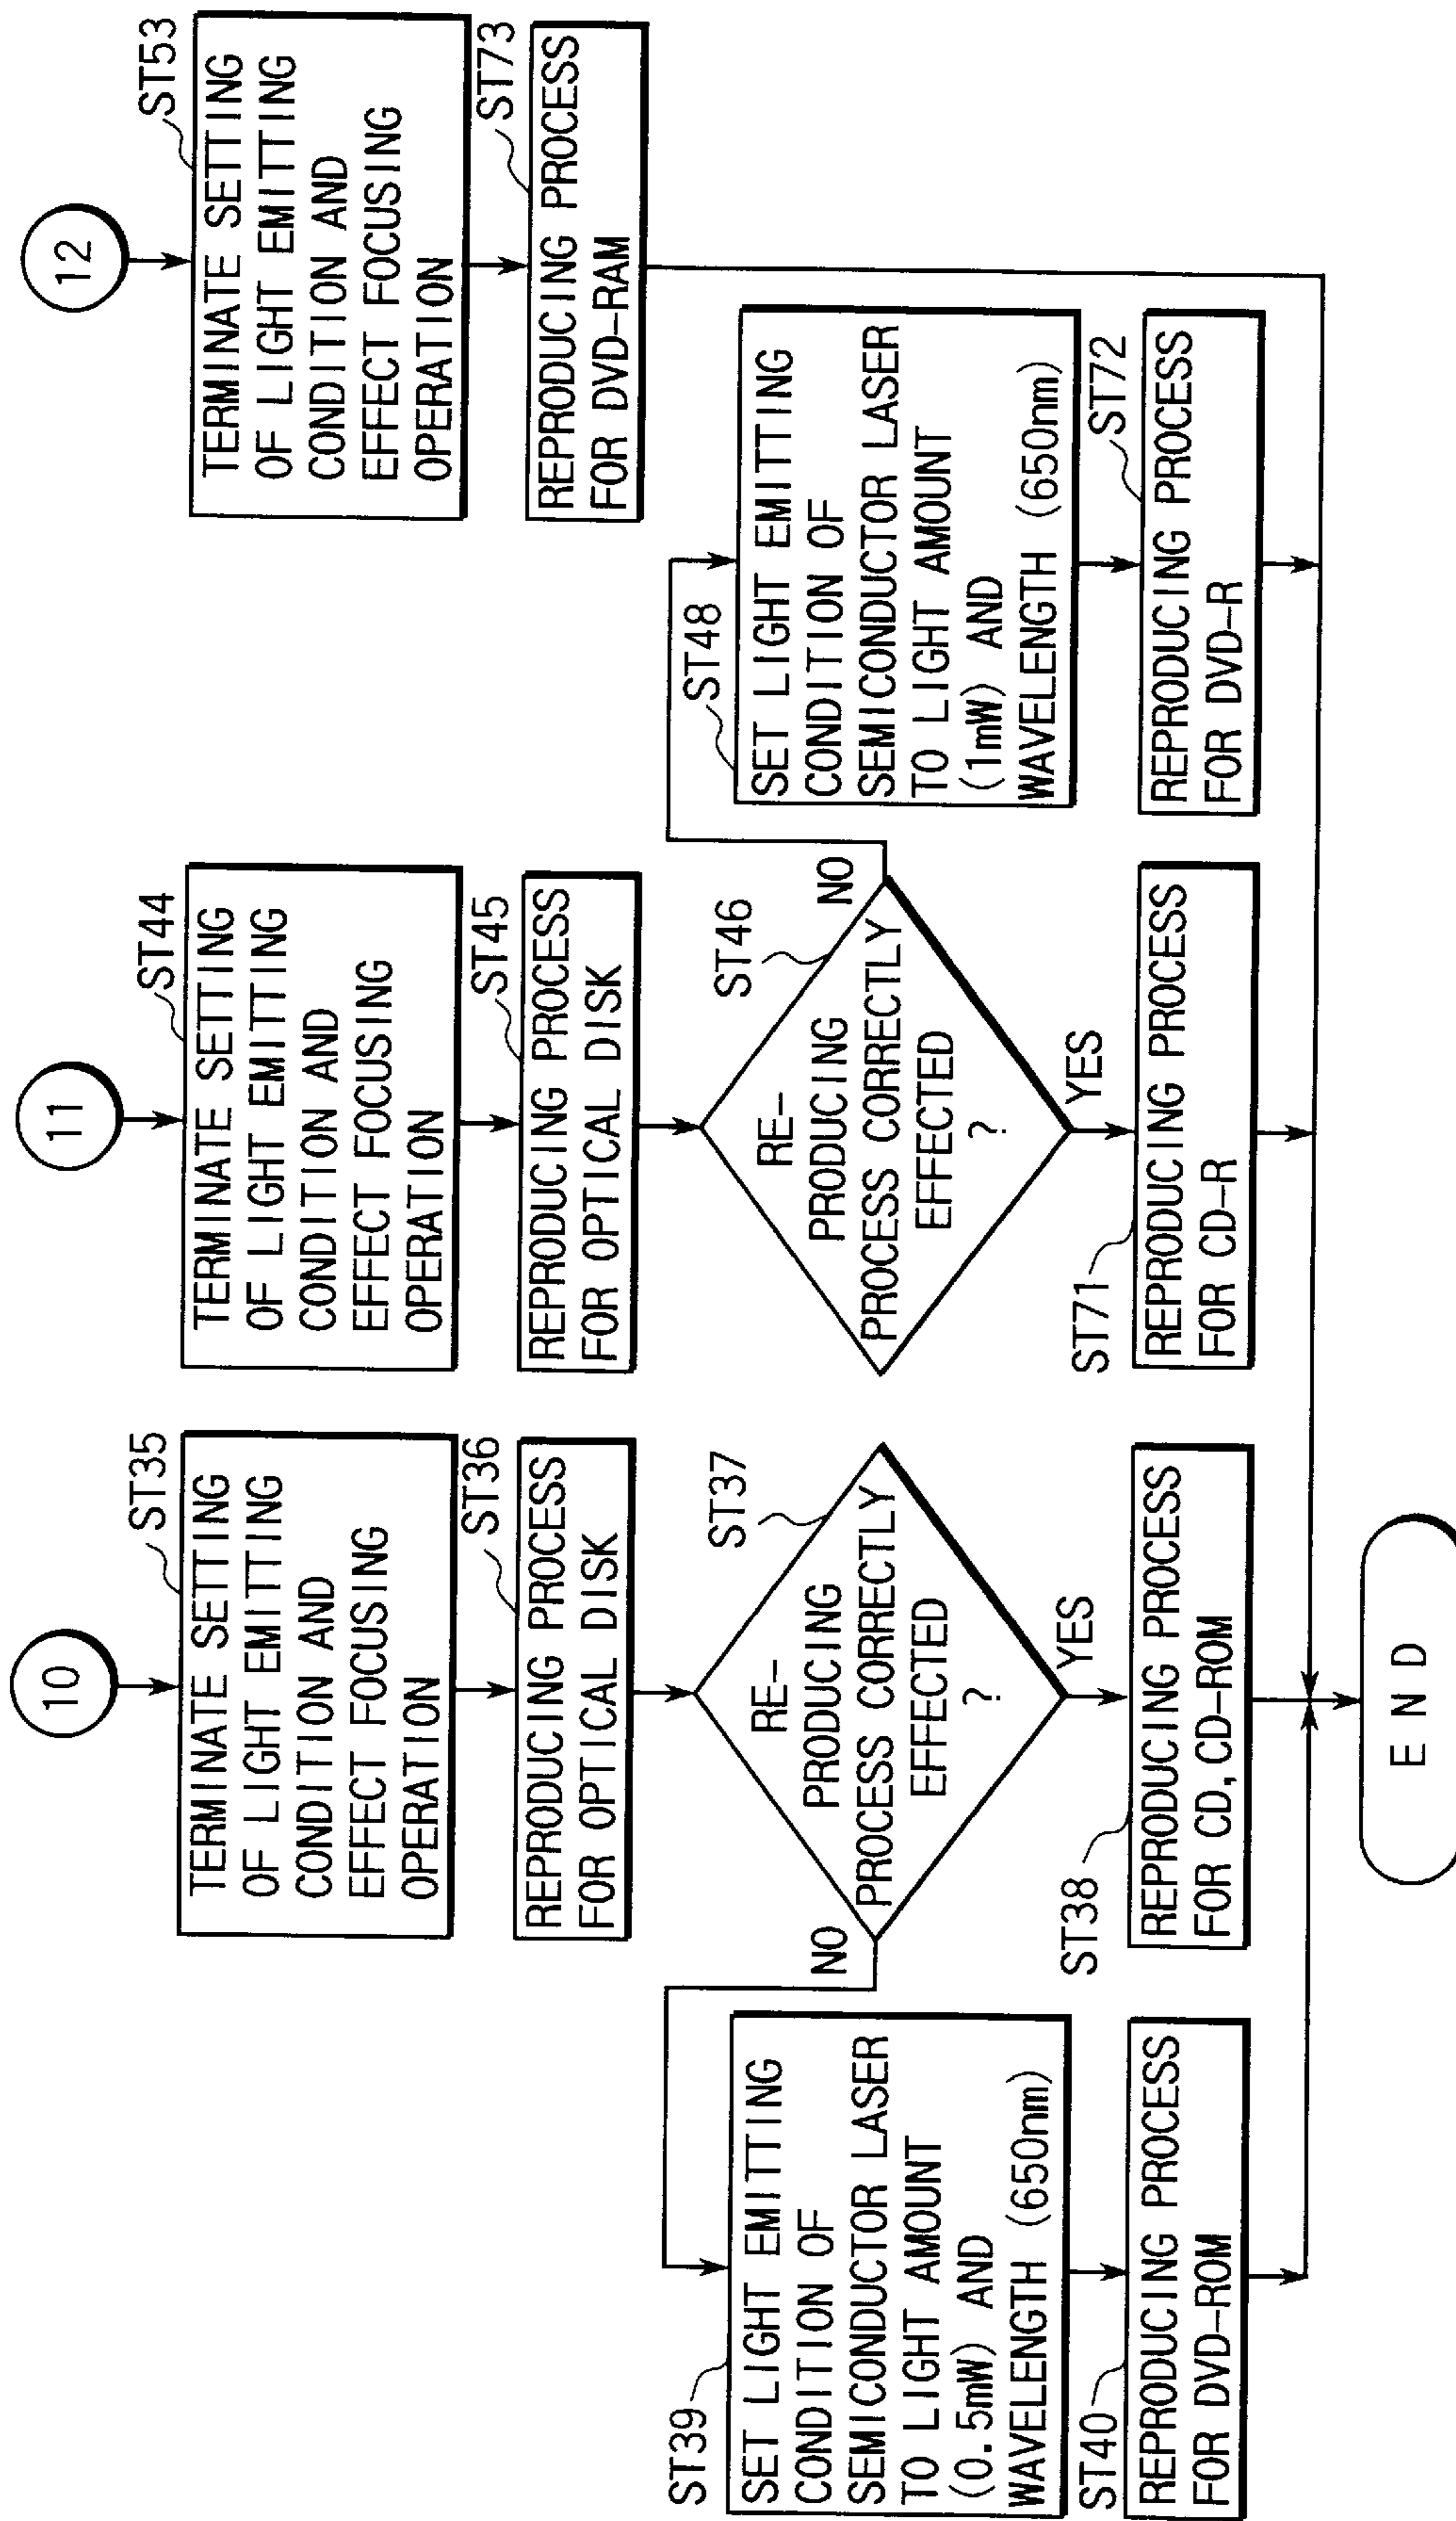 10
ST35
TERMINATE SETTING
OF LIGHT EMITTING
CONDITION AND
EFFECT FOCUSING
OPERATION
ST36
REPRODUCING PROCESS
FOR OPTICAL DISK
ST37
RE-
PRODUCING
PROCESS CORRECTLY
EFFECTED
?
NO
YES
ST39
SET LIGHT EMITTING
CONDITION OF
SEMICONDUCTOR LASER
TO LIGHT AMOUNT
(0.5mW) AND
WAVELENGTH (650nm)
ST40
REPRODUCING PROCESS
FOR DVD-ROM
ST38
REPRODUCING PROCESS
FOR CD, CD-ROM
11
ST44
TERMINATE SETTING
OF LIGHT EMITTING
CONDITION AND
EFFECT FOCUSING
OPERATION
ST45
REPRODUCING PROCESS
FOR OPTICAL DISK
ST46
RE-
PRODUCING
PROCESS CORRECTLY
EFFECTED
?
NO
YES
ST71
REPRODUCING PROCESS
FOR CD-R
ST48
SET LIGHT EMITTING
CONDITION OF
SEMICONDUCTOR LASER
TO LIGHT AMOUNT
(1mW) AND
WAVELENGTH (650nm)
ST72
REPRODUCING PROCESS
FOR DVD-R
12
ST53
TERMINATE SETTING
OF LIGHT EMITTING
CONDITION AND
EFFECT FOCUSING
OPERATION
ST73
REPRODUCING PROCESS
FOR DVD-RAM
END